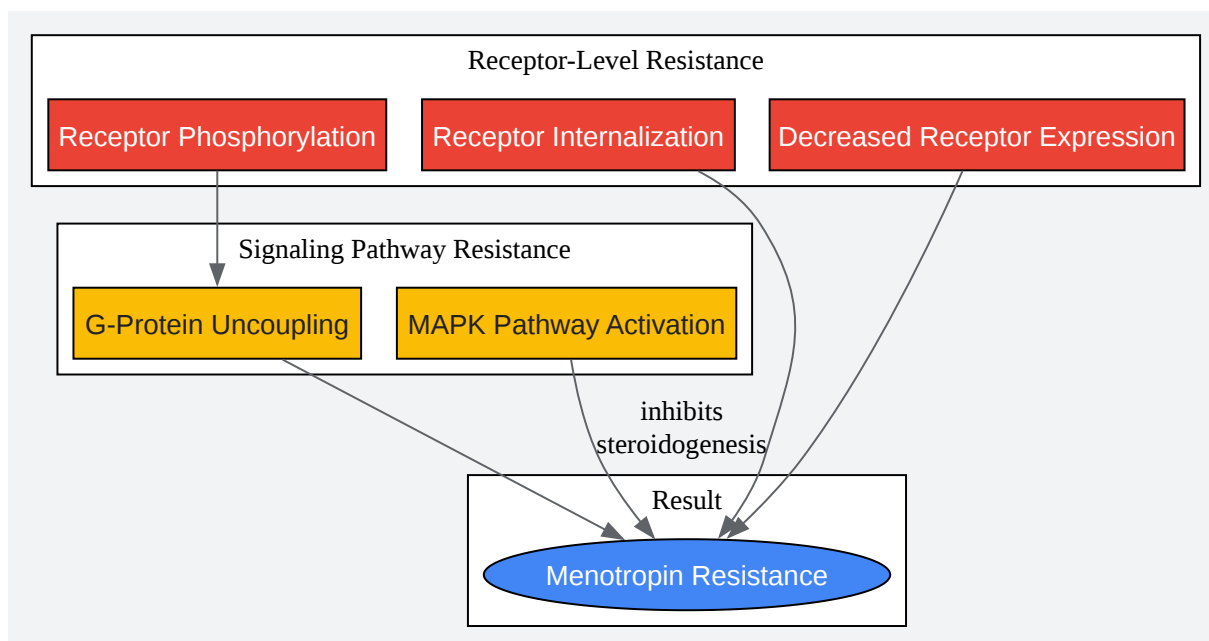 Receptor-Level Resistance
Receptor Phosphorylation
Receptor Internalization
Decreased Receptor Expression
Signaling Pathway Resistance
G-Protein Uncoupling
MAPK Pathway Activation
inhibits
steroidogenesis
Result
Menotropin Resistance